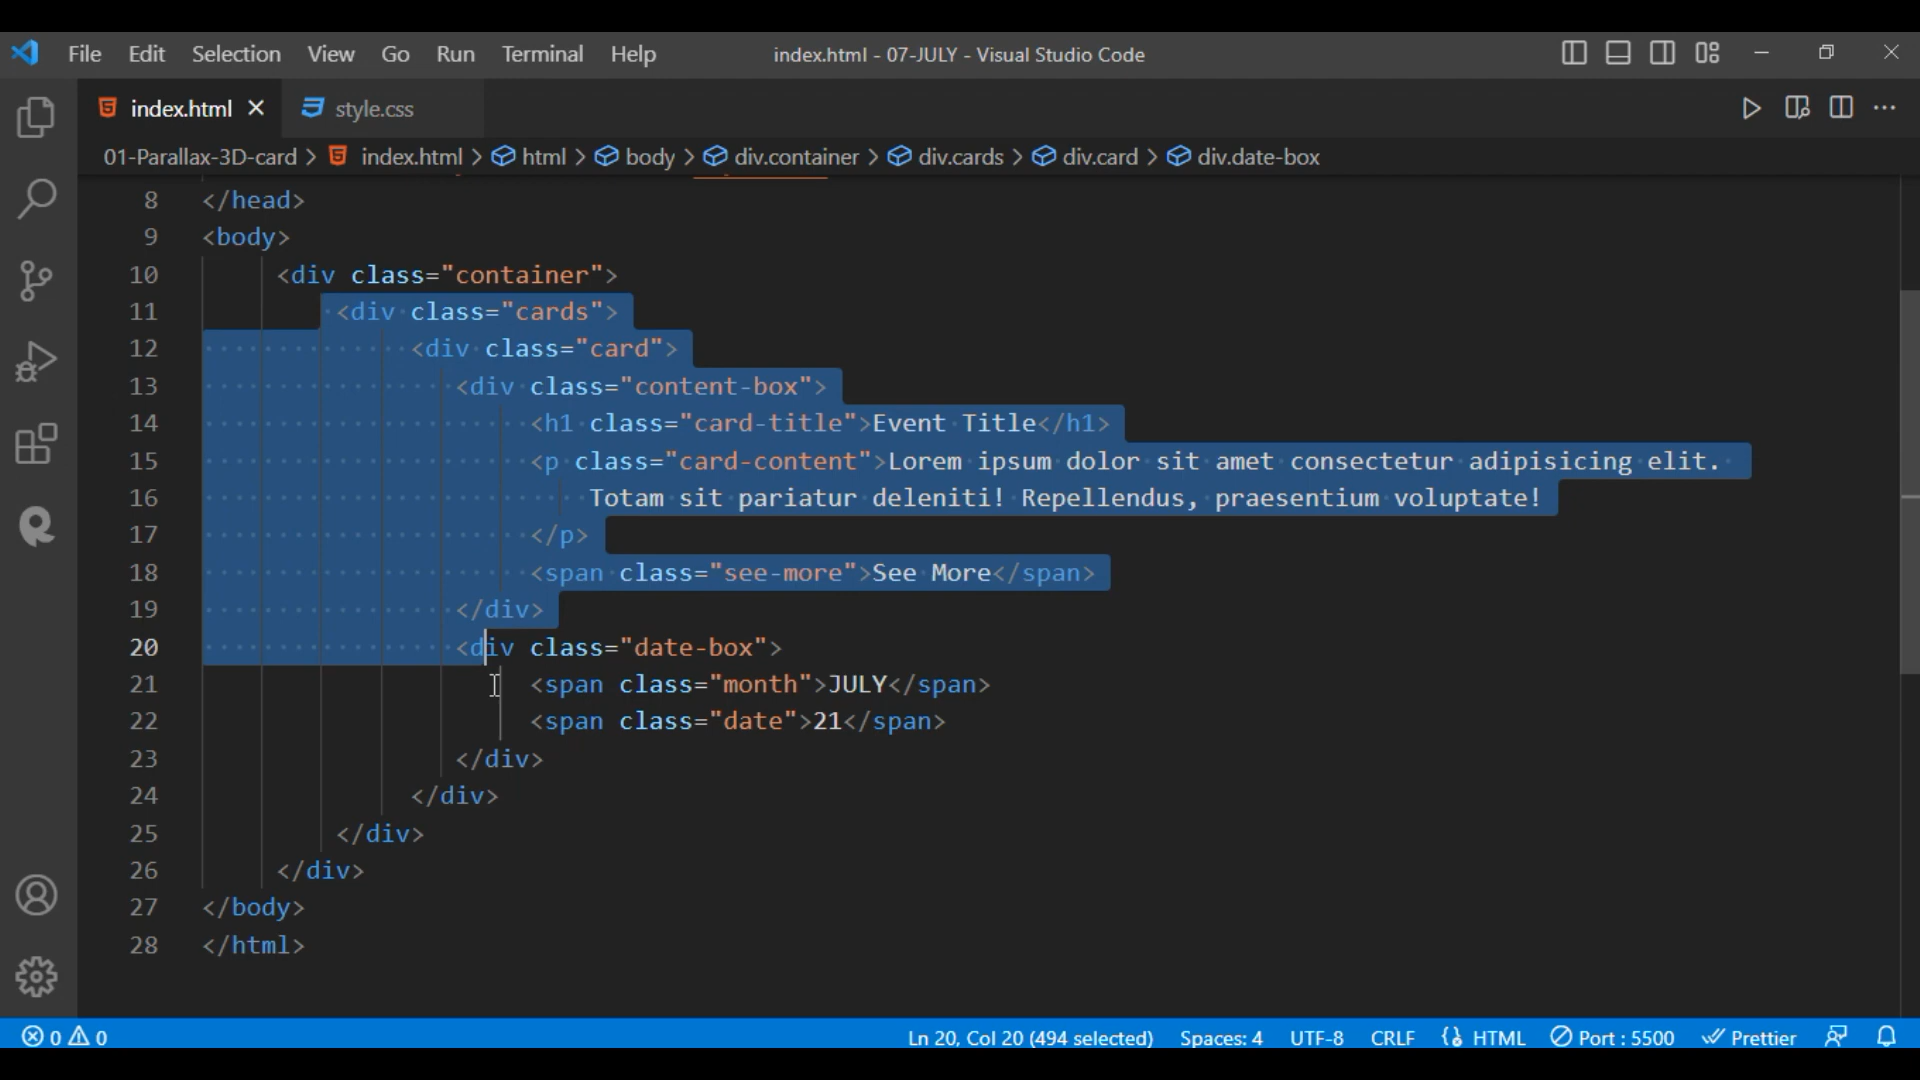 File Edit Selection View Go Run Terminal Help index.html - 07-JULY - Visual Studio Code
index.html style.css
01-Parallax-3D-card > index.html > html > body > div.container > div.cards > div.card > div.date-box
8 </head>
9 <body>
10 <div class="container">
11 <div class="cards">
12 <div class="card">
13 <div class="content-box">
14 <h1 class="card-title">Event Title</h1>
15 <p class="card-content">Lorem ipsum dolor sit amet consectetur adipisicing elit.
16 Totam sit pariatur deleniti! Repellendus, praesentium voluptate!
17 </p>
18 <span class="see-more">See More</span>
19 </div>
20 <div class="date-box">
21 <span class="month">JULY</span>
22 <span class="date">21</span>
23 </div>
24 </div>
25 </div>
26 </div>
27 </body>
28 </html>
0 0 Ln 20, Col 20 (494 selected) Spaces: 4 UTF-8 CRLF HTML Port : 5500 Prettier